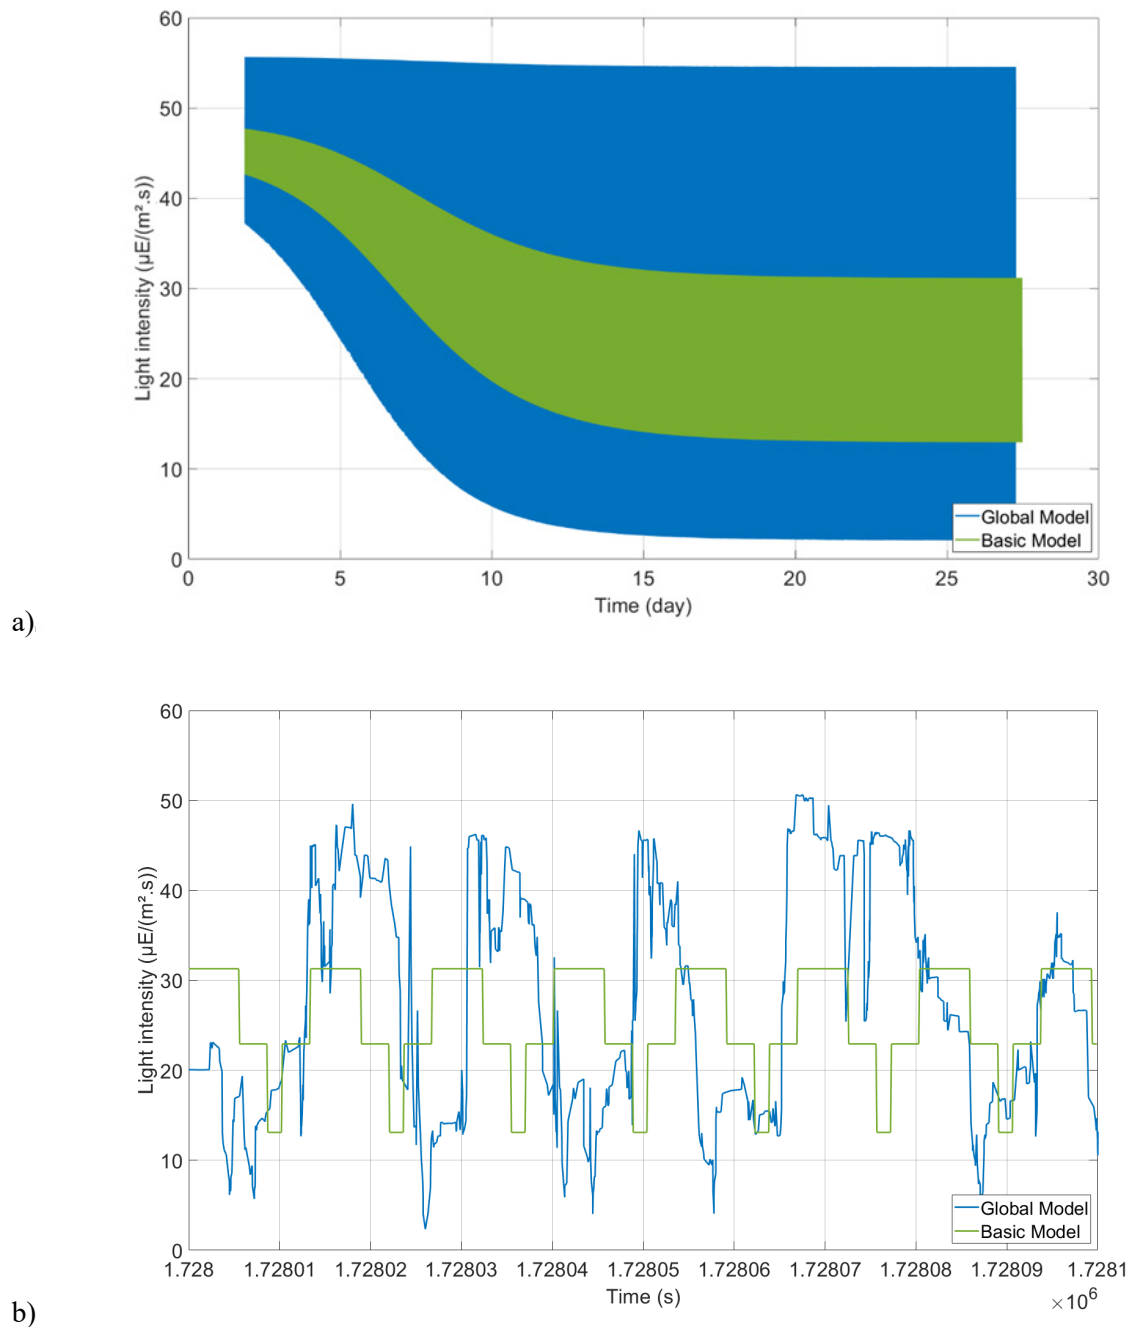 60
50
40
30
20
10
0
Light intensity (µE/(m².s))
0 5 10 15 20 25 30
Time (day)
Global Model
Basic Model
a)
60
50
40
30
20
10
0
Light intensity (µE/(m².s))
1.728 1.72801 1.72802 1.72803 1.72804 1.72805 1.72806 1.72807 1.72808 1.72809 1.7281
Time (s)
×10⁶
Global Model
Basic Model
b)